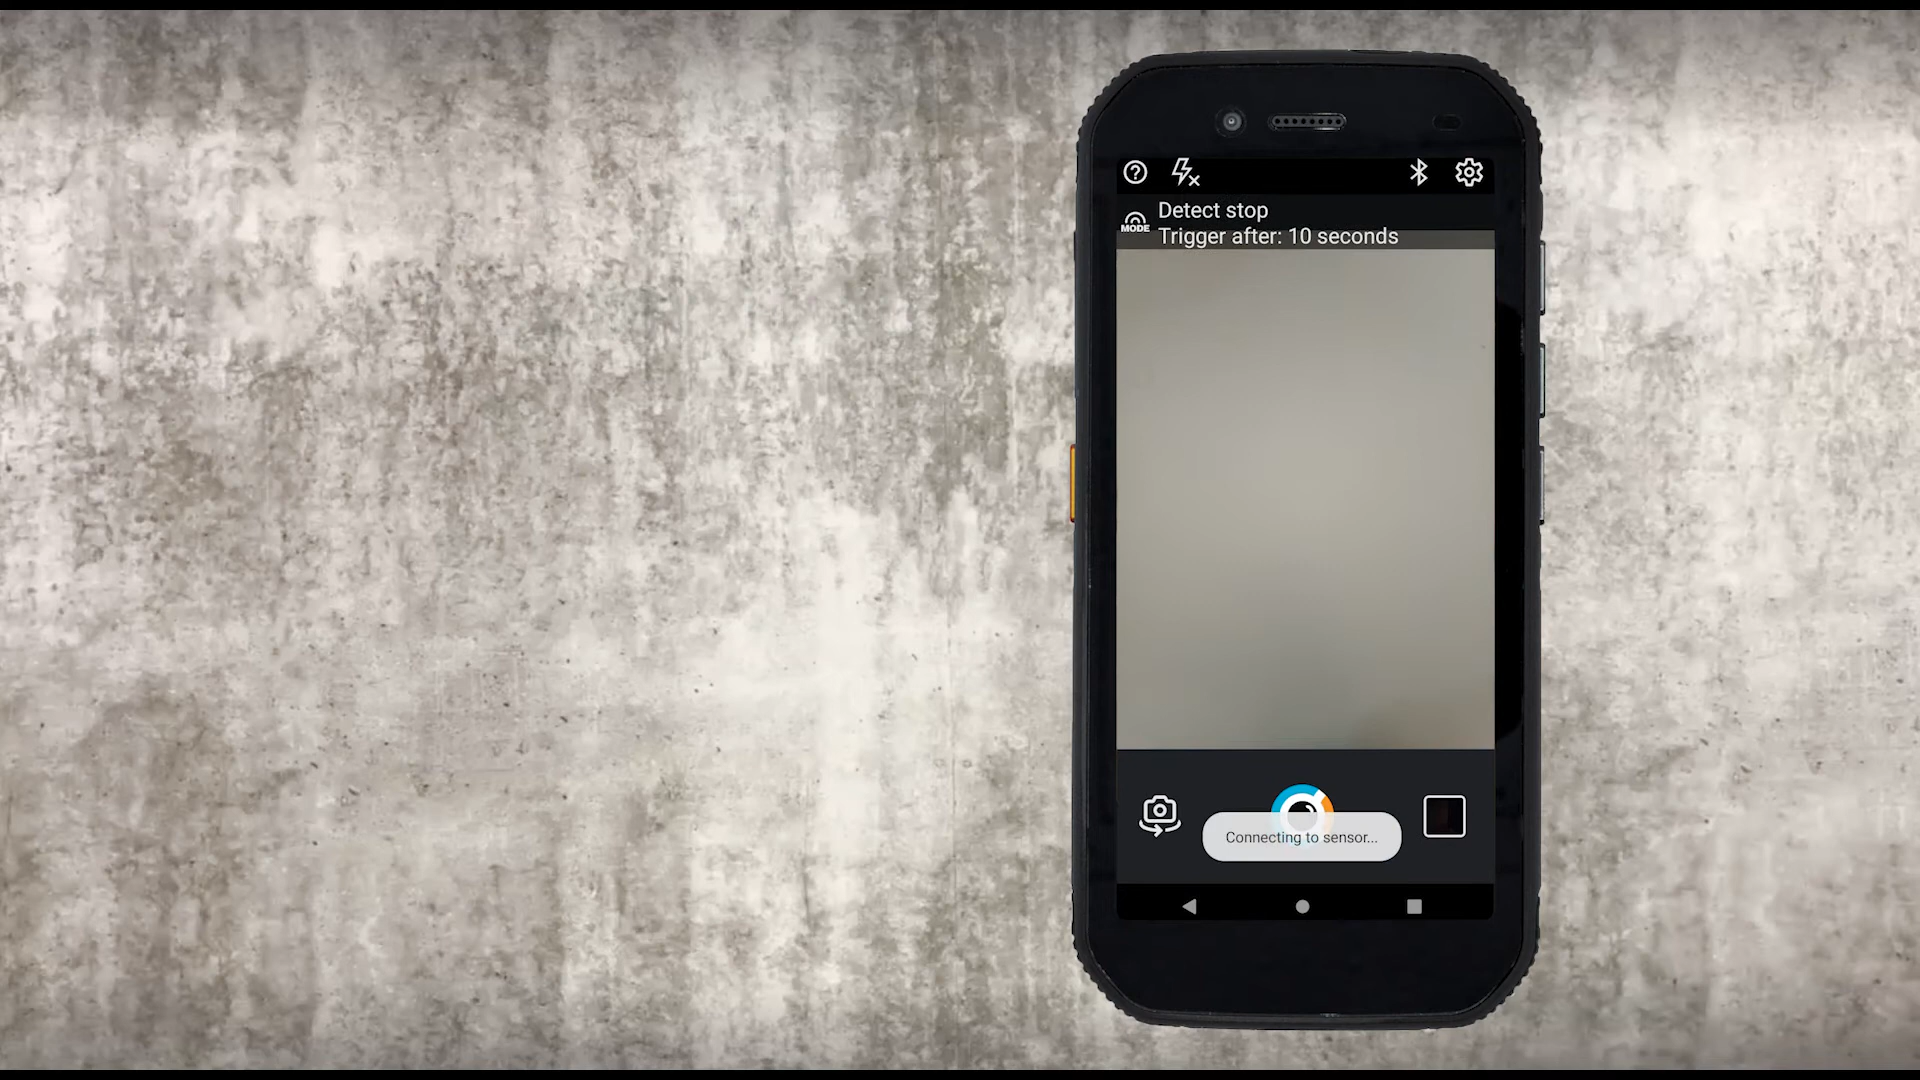 Detect stop
MODE
Trigger after: 10 seconds
Connecting to sensor...